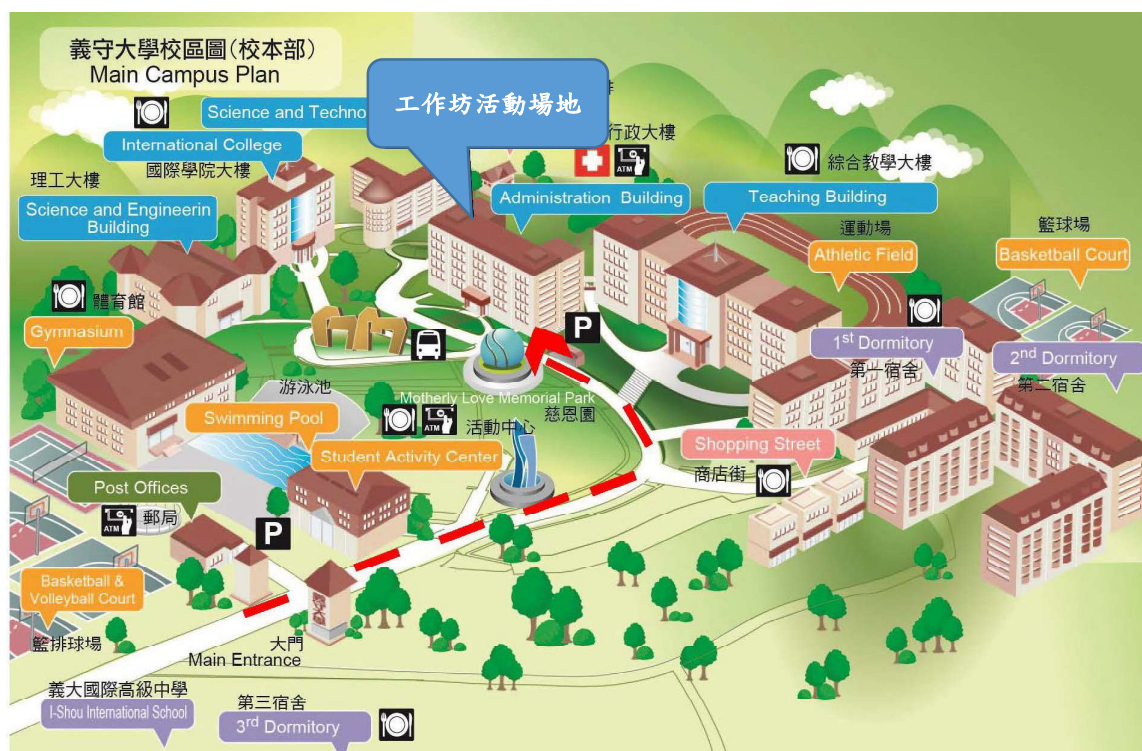 義守大學校區圖(校本部)
Main Campus Plan
工作坊活動場地
Science and Techno
International College
國際學院大樓
理工大樓
Science and Engineerin
Building
行政大樓
ATM
Administration Building
綜合教學大樓
Teaching Building
運動場
Athletic Field
籃球場
Basketball Court
體育館
Gymnasium
P
1st Dormitory
第一宿舍
2nd Dormitory
第二宿舍
游泳池
Swimming Pool
Motherly Love Memorial Park
慈恩園
ATM
活動中心
Student Activity Center
Shopping Street
商店街
Post Offices
ATM
郵局
P
Basketball &
Volleyball Court
籃排球場
大門
Main Entrance
義大國際高級中學
I-Shou International School
第三宿舍
3rd Dormitory